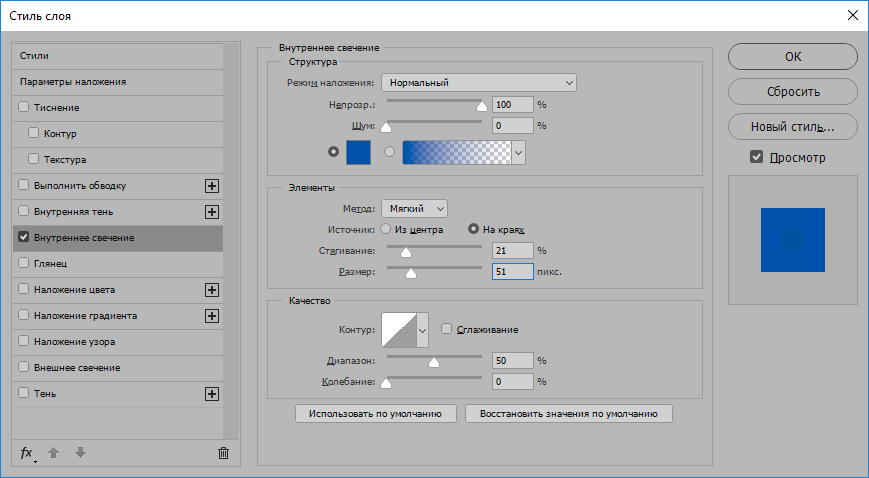 Стиль слоя
Стили
Параметры наложения
Тиснение
Контур
Текстура
Выполнить обводку
Внутренняя тень
Внутреннее свечение
Глянец
Наложение цвета
Наложение градиента
Наложение узора
Внешнее свечение
Тень
fx
Внутреннее свечение
Структура
Режим наложения: Нормальный
Непрозр.: 100 %
Шум: 0 %
Элементы
Метод: Мягкий
Источник: Из центра На краях
Стягивание: 21 %
Размер: 51 пикс.
Качество
Контур: Сглаживание
Диапазон: 50 %
Колебание: 0 %
Использовать по умолчанию Восстановить значения по умолчанию
ОК
Сбросить
Новый стиль...
Просмотр